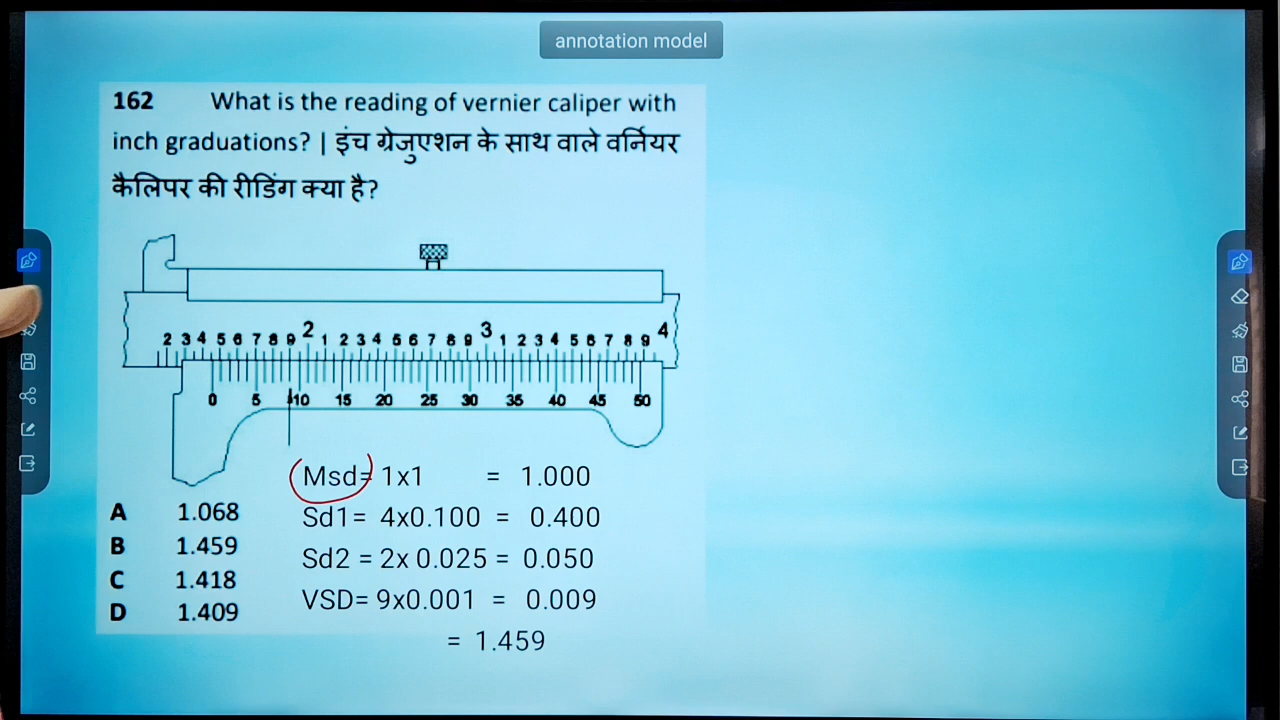 annotation model
162 What is the reading of vernier caliper with
inch graduations? | इंच ग्रेजुएशन के साथ वाले वर्नियर
कैलिपर की रीडिंग क्या है?
2 3 4 5 6 7 8 9 2 1 2 3 4 5 6 7 8 9 3 1 2 3 4 5 6 7 8 9 4
0 5 10 15 20 25 30 35 40 45 50
Msd= 1x1 = 1.000
Sd1= 4x0.100 = 0.400
Sd2 = 2x 0.025 = 0.050
VSD= 9x0.001 = 0.009
= 1.459
A 1.068
B 1.459
C 1.418
D 1.409